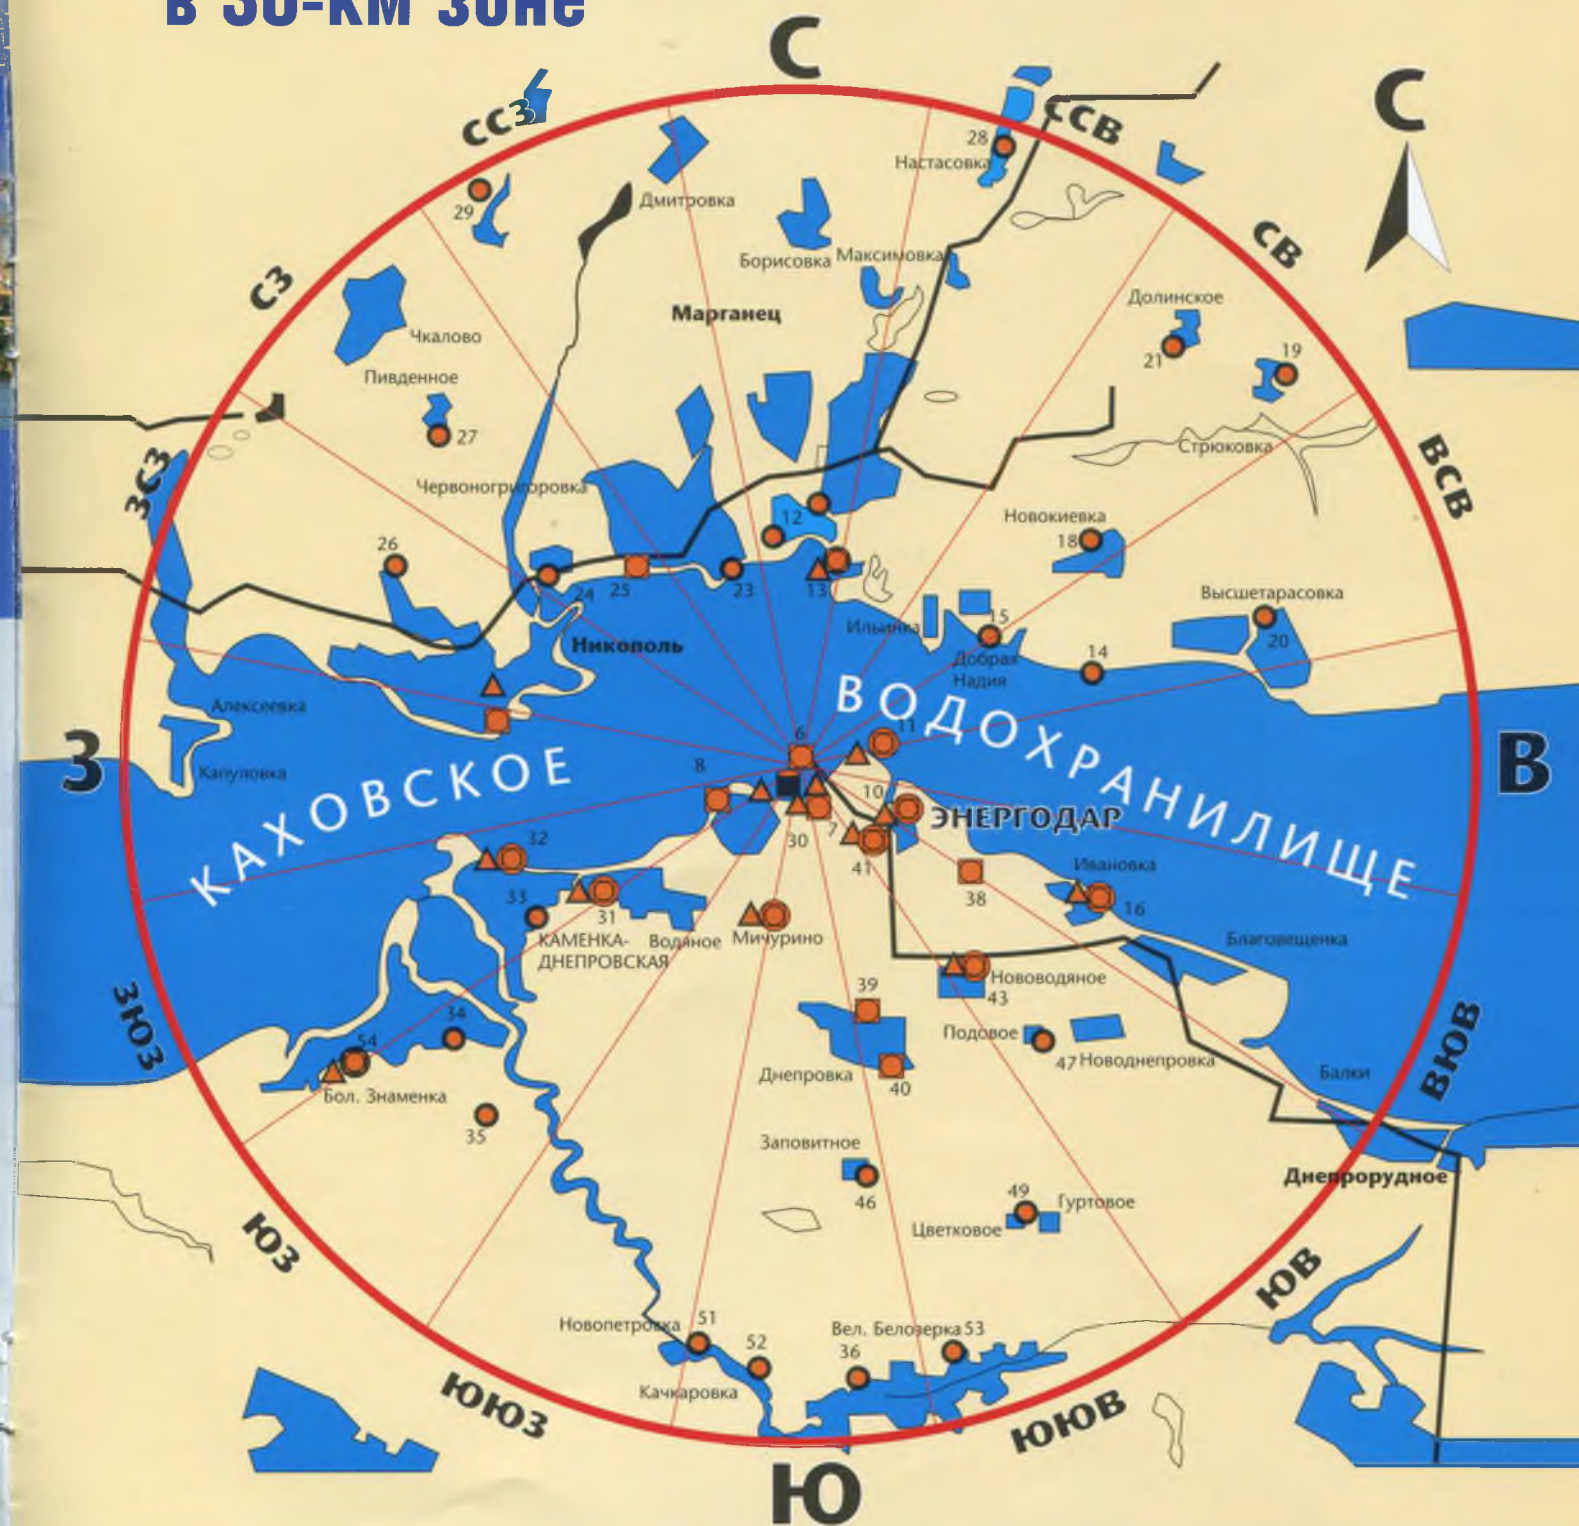 в 30-км зоне
С
С
ССЗ
ССВ
28
Настасовка
29
Дмитровка
СВ
Борисовка
Максимовка
СЗ
Долинское
Марганец
Чкалово
21
19
Пивденное
27
Стрюковка
ВСВ
ЗСЗ
Червоногригоровка
12
Новокиевка
18
26
24
25
23
13
Высшетарасовка
20
Ильинка
15
Никополь
Добрая
Надия
14
Алексеевка
ВОДОХРАНИЛИЩЕ
6
11
З
Капуловка
КАХОВСКОЕ
8
В
10
ЭНЕРГОДАР
7
30
32
41
Ивановка
38
16
33
31
КАМЕНКА-
ДНЕПРОВСКАЯ
Водяное
Мичурино
Благовещенка
Нововодяное
43
39
ЗЮЗ
34
54
Подовое
47
Новоднепровка
ВЮВ
Днепровка
40
Балки
Бол. Знаменка
35
Заповитное
46
Днепрорудное
49
Гуртовое
Цветковое
ЮЗ
ЮВ
Новопетровка
51
52
Вел. Белозерка
53
36
Качкаровка
ЮЮЗ
ЮЮВ
Ю